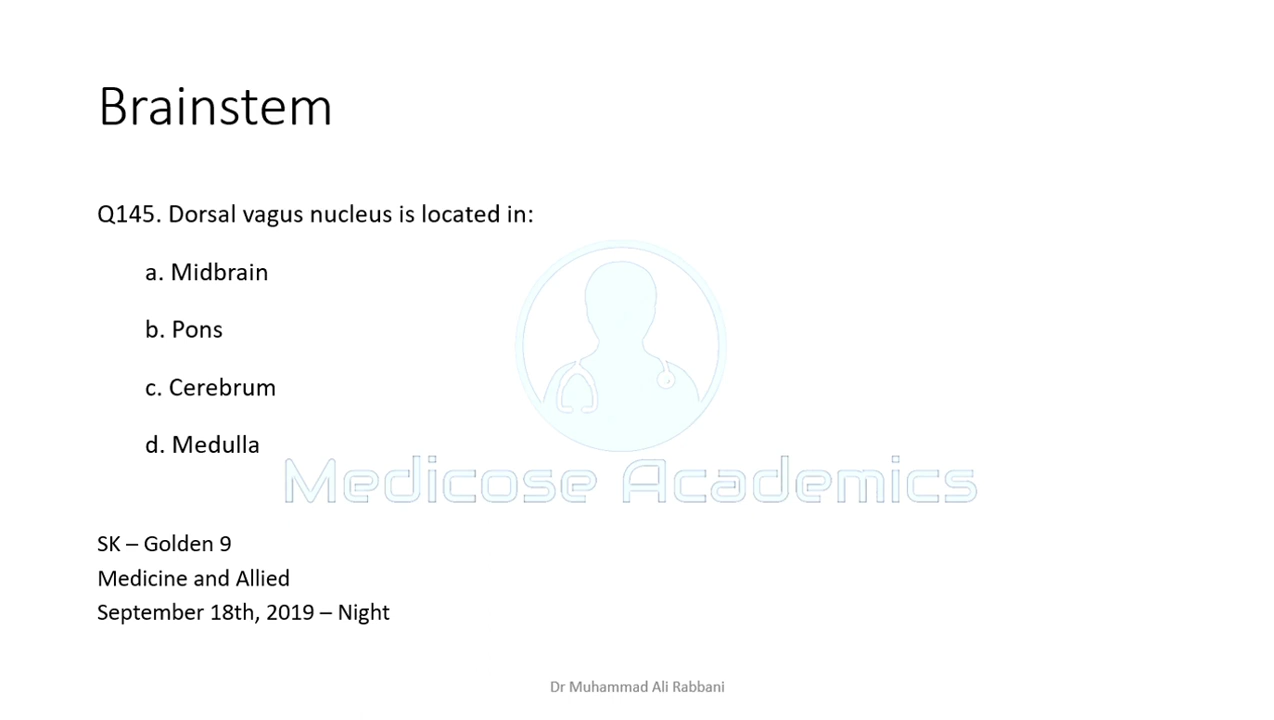 Brainstem
Q145. Dorsal vagus nucleus is located in:
a. Midbrain
b. Pons
c. Cerebrum
d. Medulla
Medicose Academics
SK – Golden 9
Medicine and Allied
September 18th, 2019 – Night
Dr Muhammad Ali Rabbani